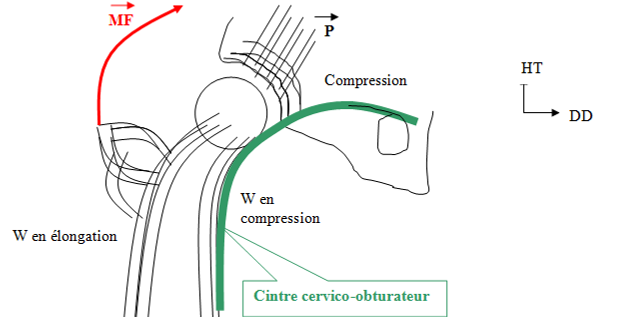 MF
P
Compression
HT
DD
W en
compression
W en élongation
Cintre cervico-obturateur